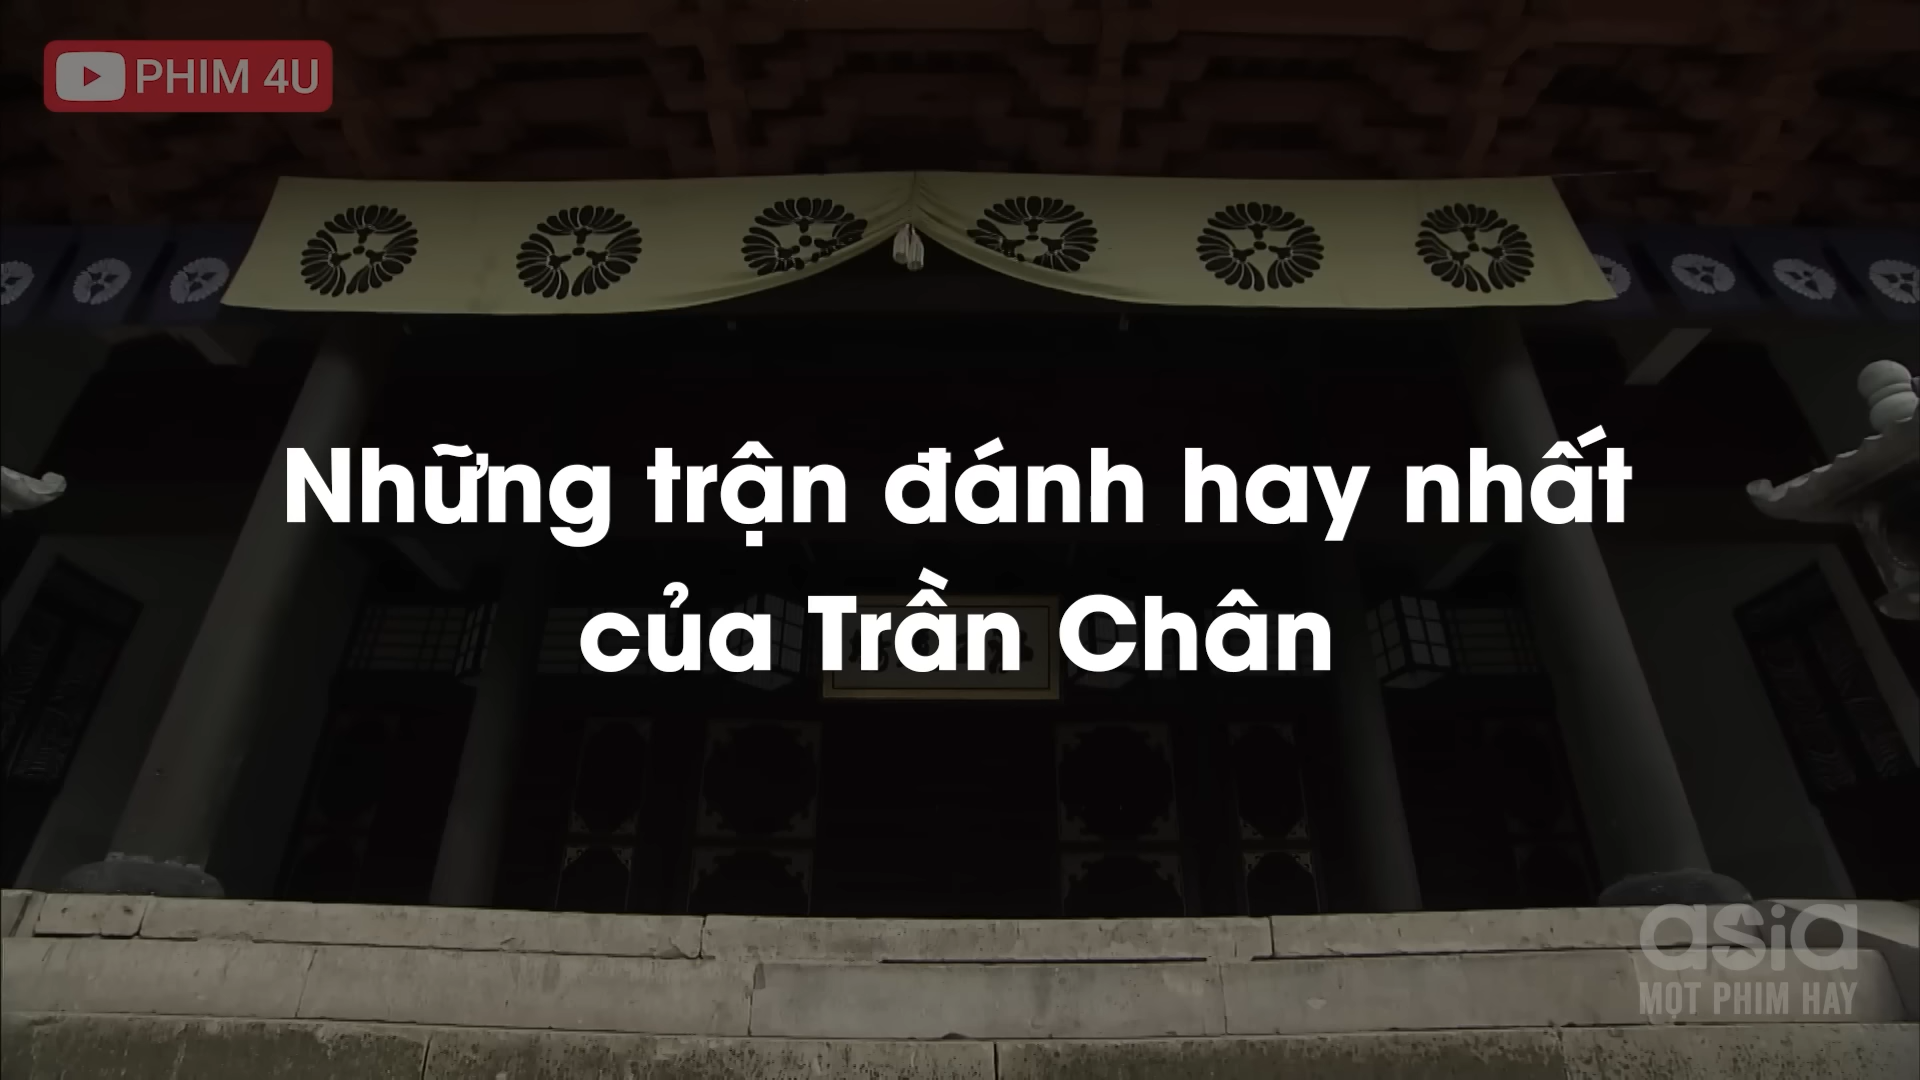 PHIM 4U
Những trận đánh hay nhất
của Trần Chân
asia
MỘT PHIM HAY